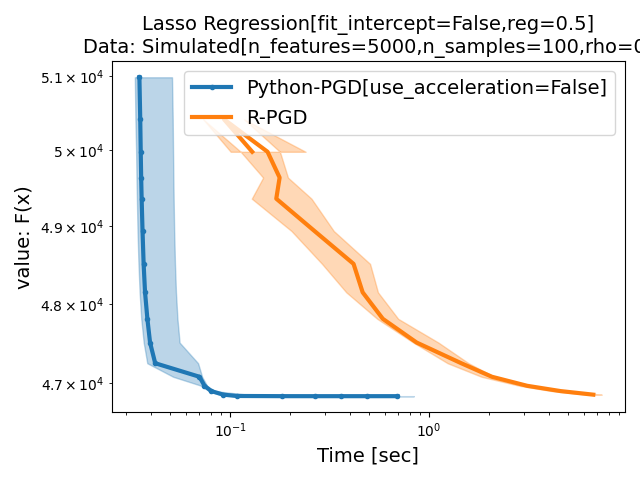 Lasso Regression[fit_intercept=False,reg=0.5]
Data: Simulated[n_features=5000,n_samples=100,rho=0
Python-PGD[use_acceleration=False]
R-PGD
value: F(x)
5.1 × 10⁴
5 × 10⁴
4.9 × 10⁴
4.8 × 10⁴
4.7 × 10⁴
10⁻¹
10⁰
Time [sec]